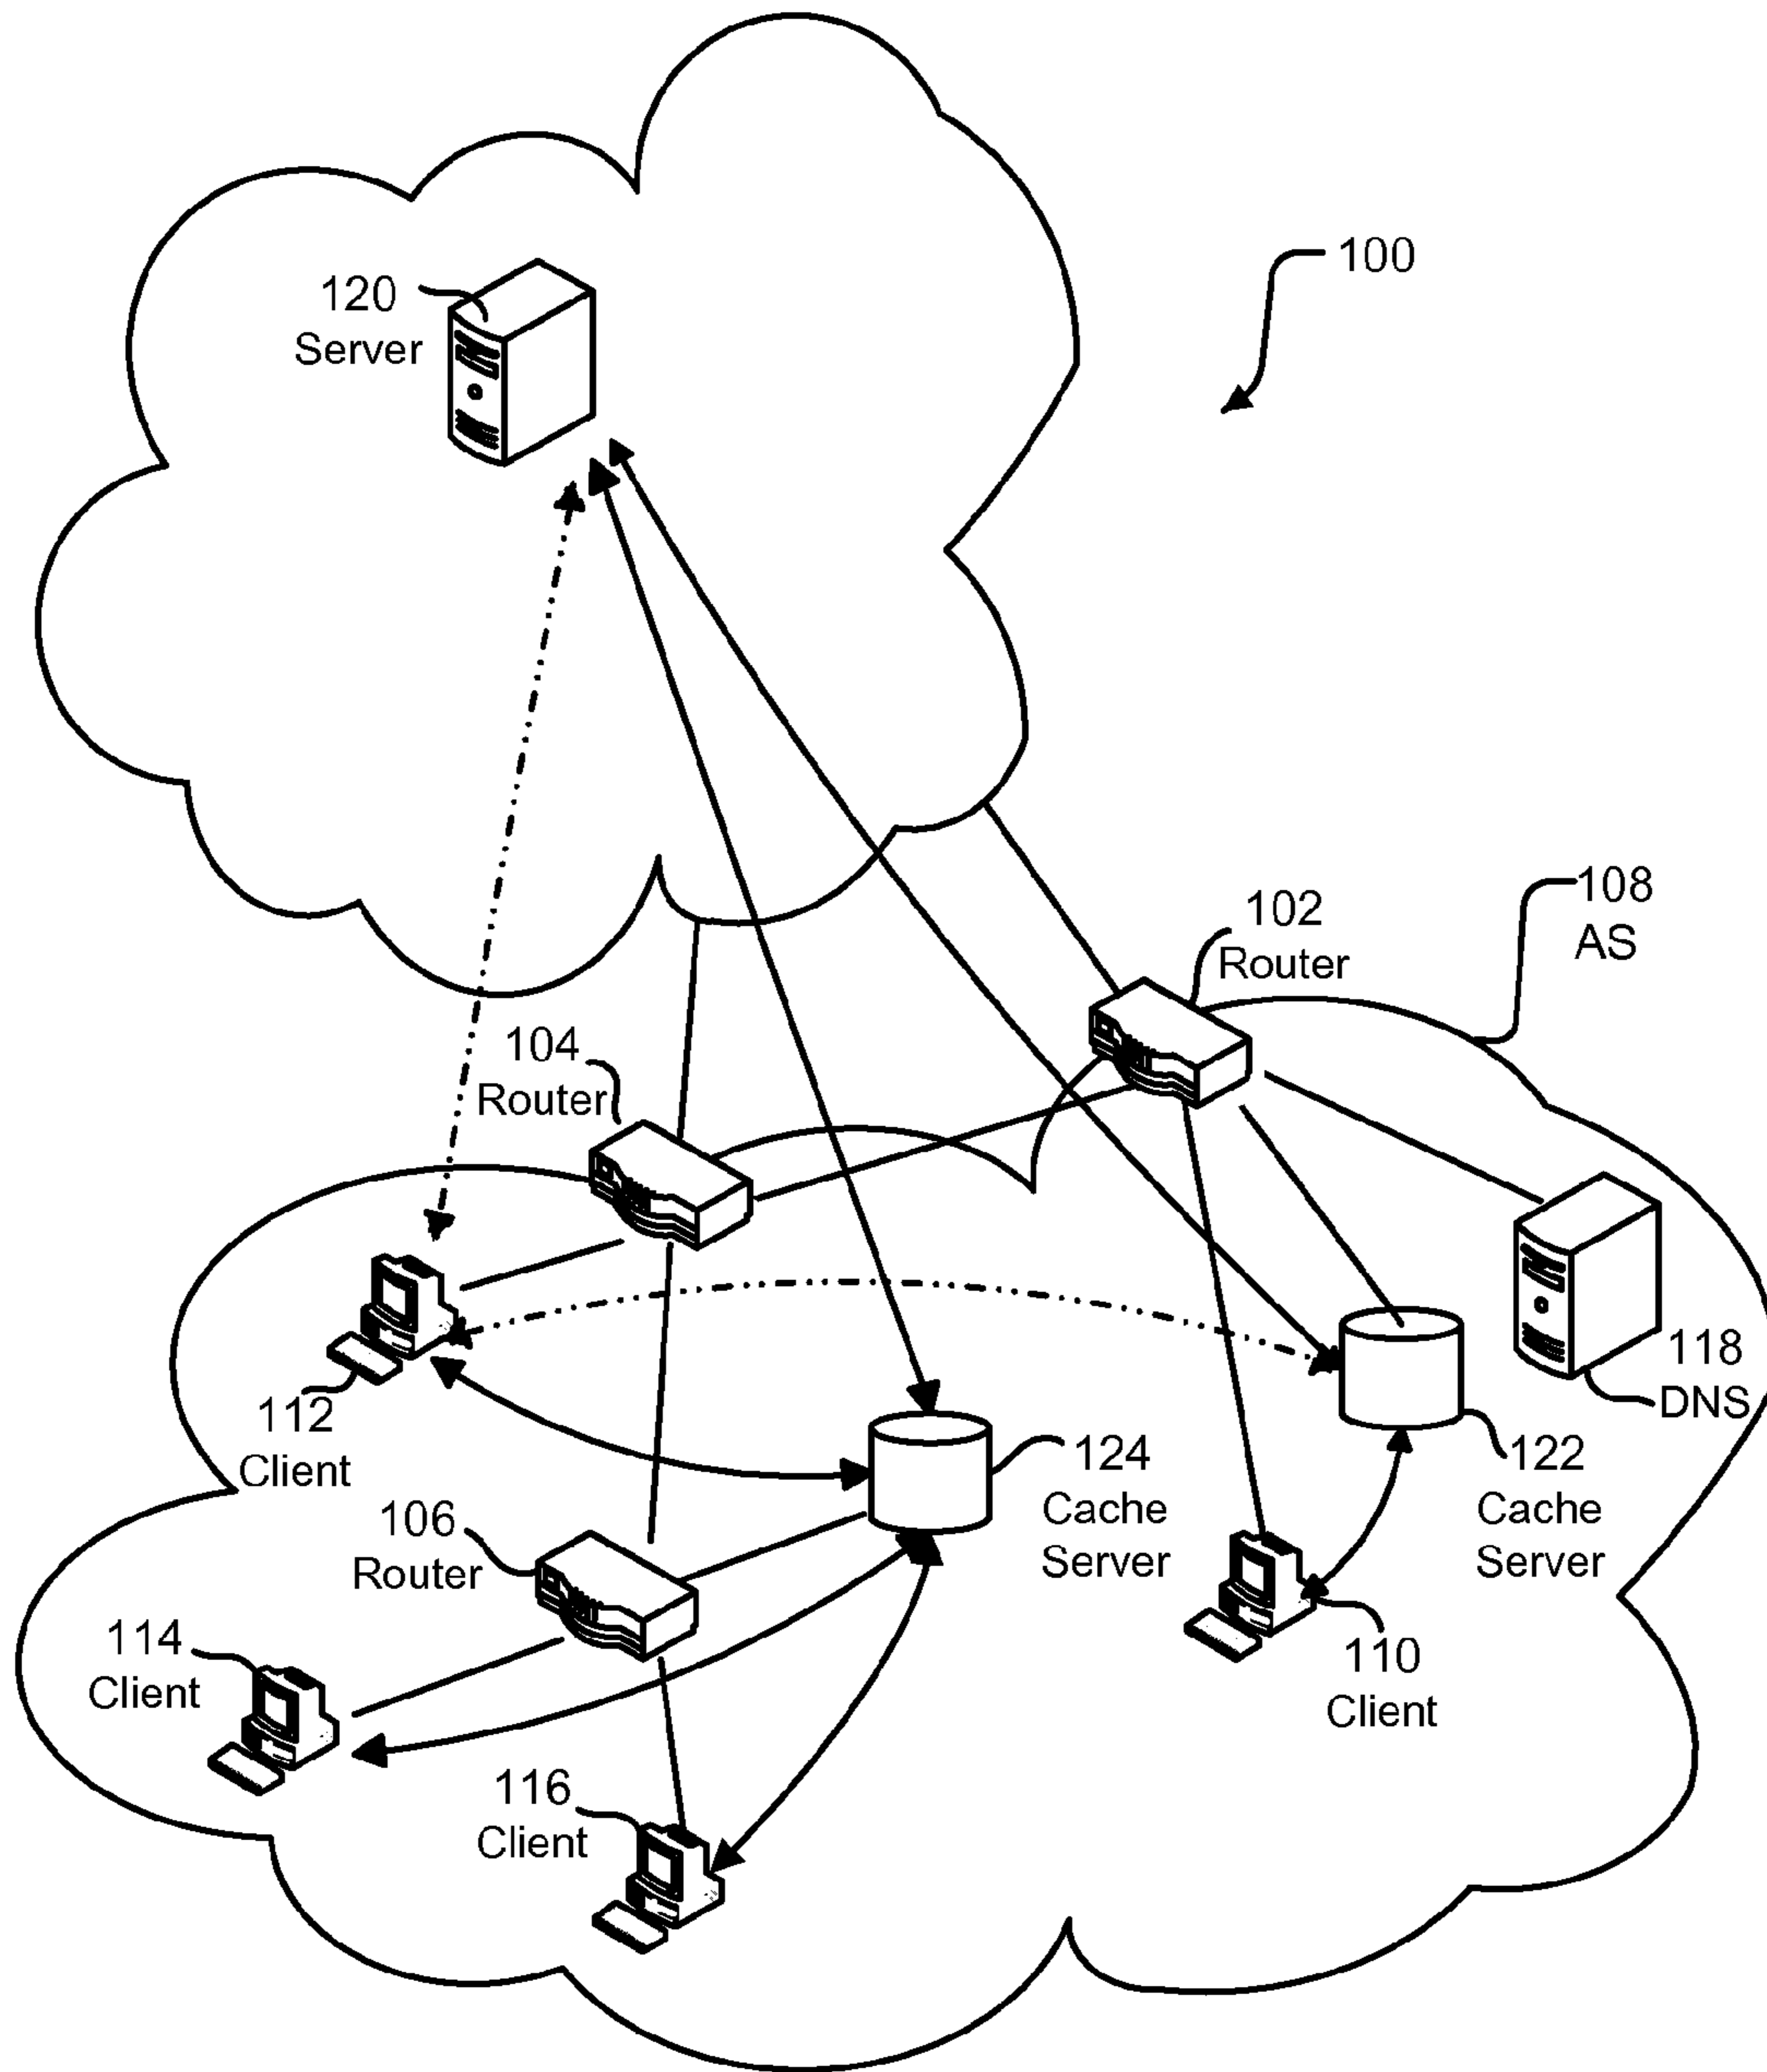 100
120
Server
108
AS
102
Router
104
Router
118
DNS
112
Client
124
Cache
Server
122
Cache
Server
106
Router
114
Client
110
Client
116
Client